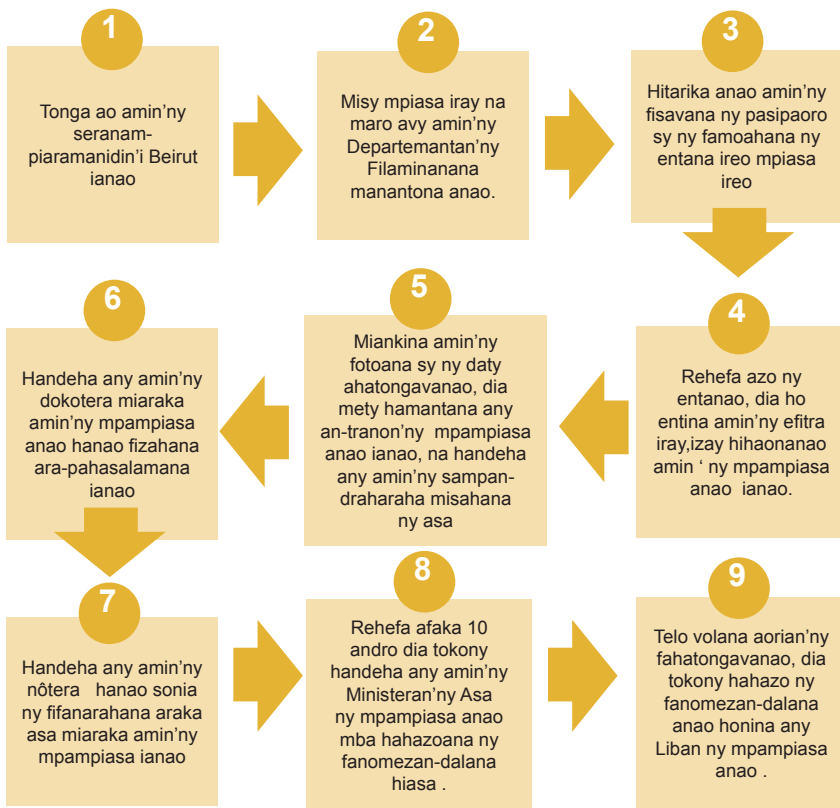 1
Tonga ao amin’ny
seranam-
piaramanidin’i Beirut
ianao
2
Misy mpiasa iray na
maro avy amin’ny
Departemantan’ny
Filaminanana
manantona anao.
3
Hitarika anao amin’ny
fisavana ny pasipaoro
sy ny famoahana ny
entana ireo mpiasa
ireo
4
Rehefa azo ny
entanao, dia ho
entina amin’ny efitra
iray,izay hihaonanao
amin ‘ ny mpampiasa
anao ianao.
5
Miankina amin’ny
fotoana sy ny daty
ahatongavanao, dia
mety hamantana any
an-tranon’ny mpampiasa
anao ianao, na handeha
any amin’ny sampan-
draharaha misahana
ny asa
6
Handeha any amin’ny
dokotera miaraka
amin’ny mpampiasa
anao hanao fizahana
ara-pahasalamana
ianao
7
Handeha any amin’ny
nôtera hanao sonia
ny fifanarahana araka
asa miaraka amin’ny
mpampiasa ianao
8
Rehefa afaka 10
andro dia tokony
handeha any amin’ny
Ministeran’ny Asa
ny mpampiasa anao
mba hahazoana ny
fanomezan-dalana
hiasa .
9
Telo volana aorian’ny
fahatongavanao, dia
tokony hahazo ny
fanomezan-dalana
anao honina any
Liban ny mpampiasa
anao .